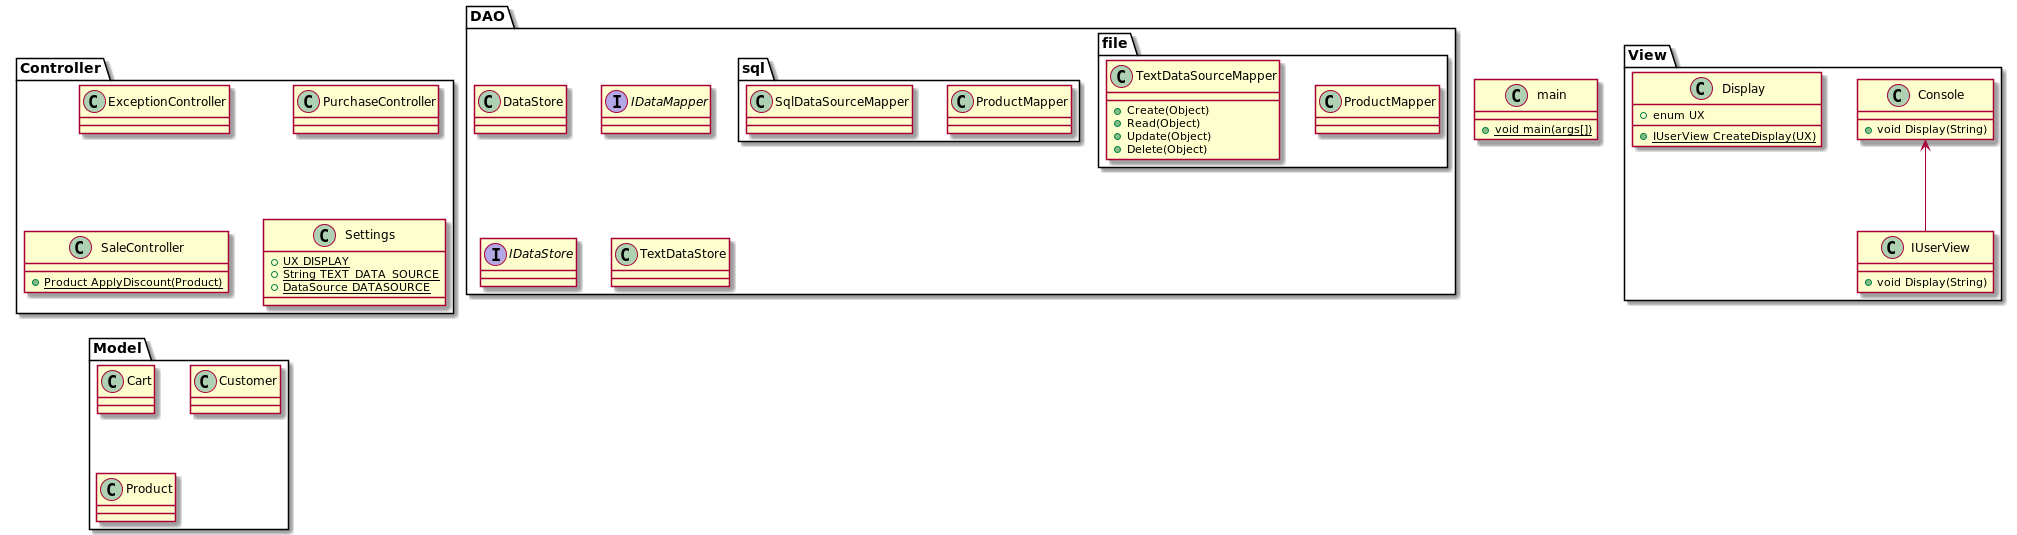 Controller
C ExceptionController
C PurchaseController
C SaleController
Product ApplyDiscount(Product)
C Settings
UX DISPLAY
String TEXT_DATA_SOURCE
DataSource DATASOURCE
DAO
C DataStore
I IDataMapper
sql
C SqlDataSourceMapper
C ProductMapper
file
C TextDataSourceMapper
Create(Object)
Read(Object)
Update(Object)
Delete(Object)
C ProductMapper
I IDataStore
C TextDataStore
C main
void main(args[])
View
C Display
enum UX
IUserView CreateDisplay(UX)
C Console
void Display(String)
C IUserView
void Display(String)
Model
C Cart
C Customer
C Product